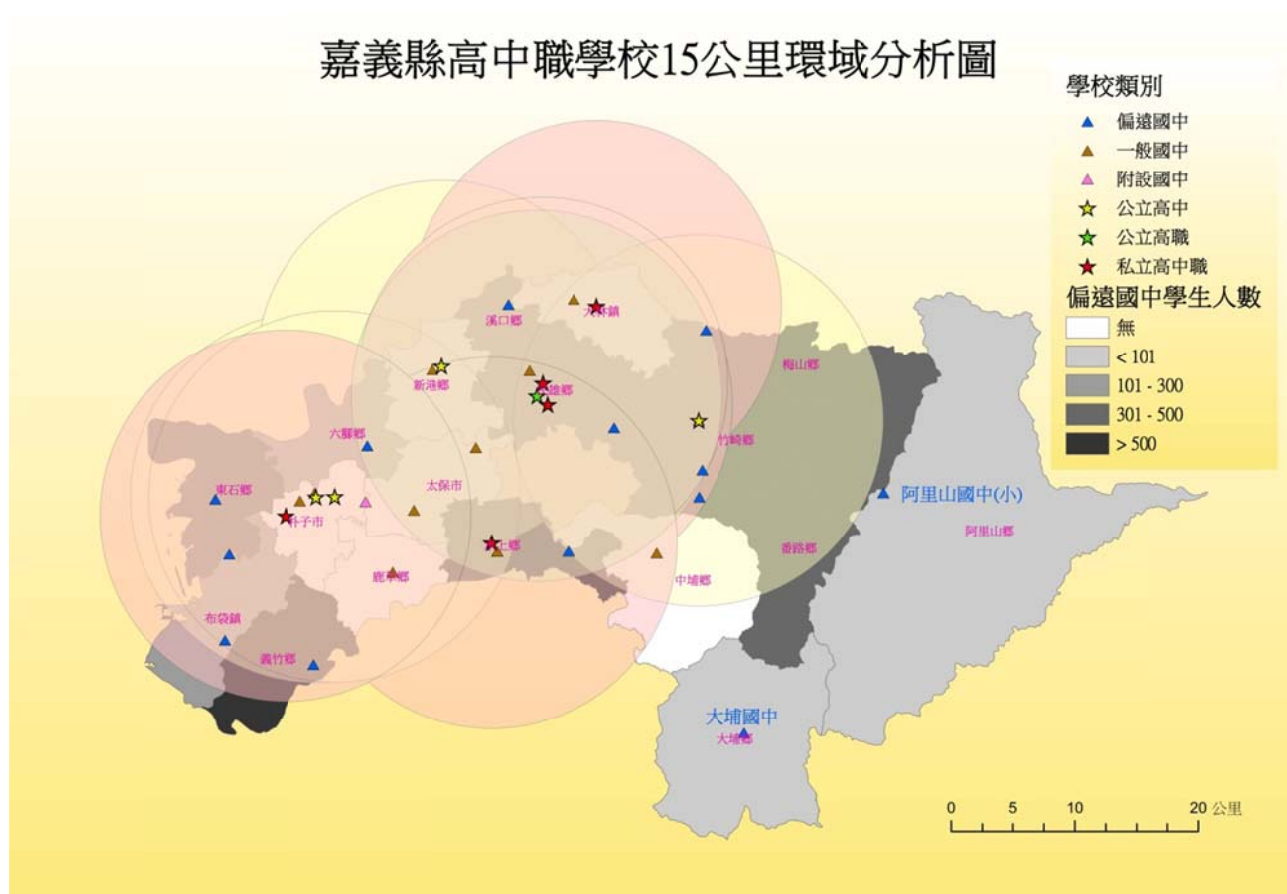 嘉義縣高中職學校15公里環域分析圖
學校類別
偏遠國中
一般國中
附設國中
公立高中
公立高職
私立高中職
偏遠國中學生人數
無
< 101
101 - 300
301 - 500
> 500
溪口鄉
大林鎮
梅山鄉
新港鄉
雄鄉
竹崎鄉
六腳鄉
太保市
東石鄉
朴子市
阿里山國中(小)
阿里山鄉
上鄉
番路鄉
中埔鄉
鹿草鄉
布袋鎮
義竹鄉
大埔國中
大埔鄉
0 5 10 20 公里